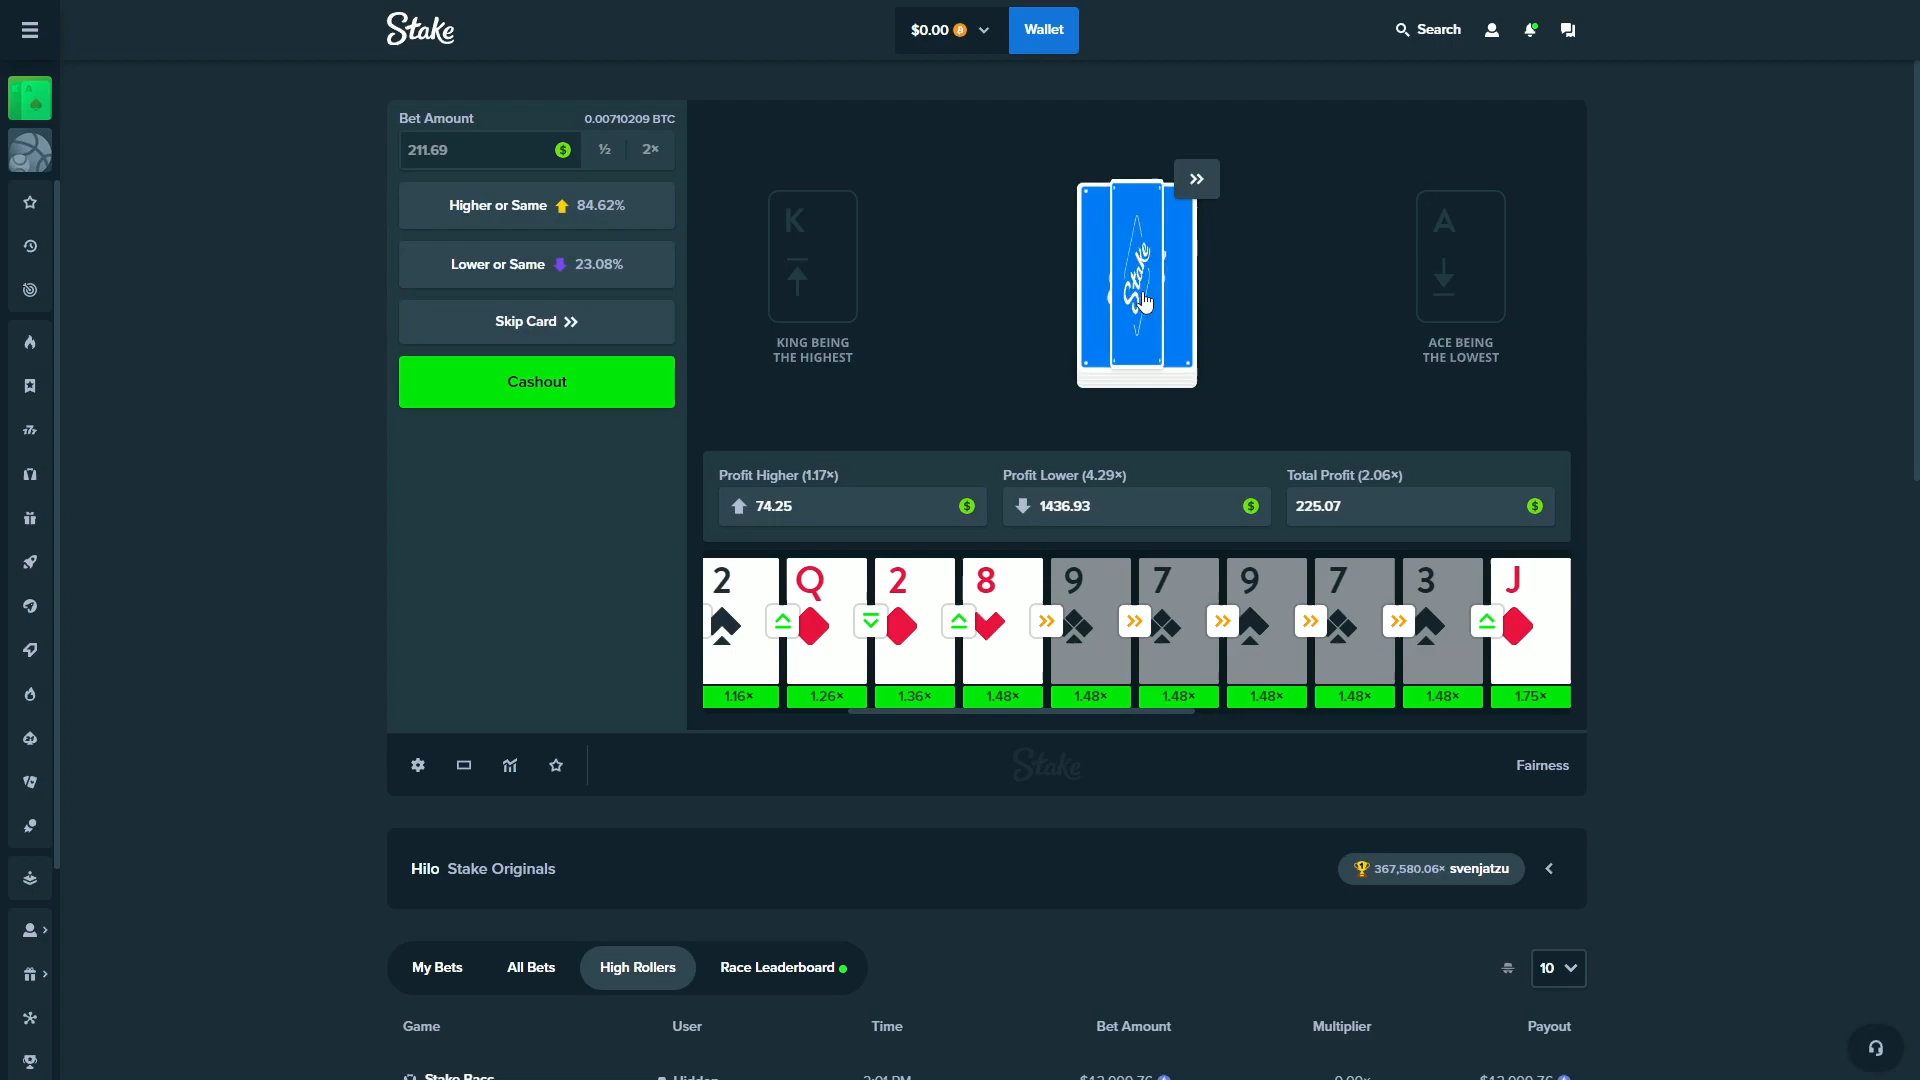 Stake
$0.00
Wallet
Search
Bet Amount
0.00710209 BTC
211.69
$
½
2×
Higher or Same 84.62%
Lower or Same 23.08%
Skip Card
Cashout
K
KING BEING
THE HIGHEST
Stake
A
ACE BEING
THE LOWEST
Profit Higher (1.17×)
Profit Lower (4.29×)
Total Profit (2.06×)
74.25
$
1436.93
$
225.07
$
2
Q
2
8
9
7
9
7
3
J
1.16×
1.26×
1.36×
1.48×
1.48×
1.48×
1.48×
1.48×
1.48×
1.75×
Stake
Fairness
Hilo Stake Originals
367,580.06× svenjatzu
My Bets
All Bets
High Rollers
Race Leaderboard
10
Game
User
Time
Bet Amount
Multiplier
Payout